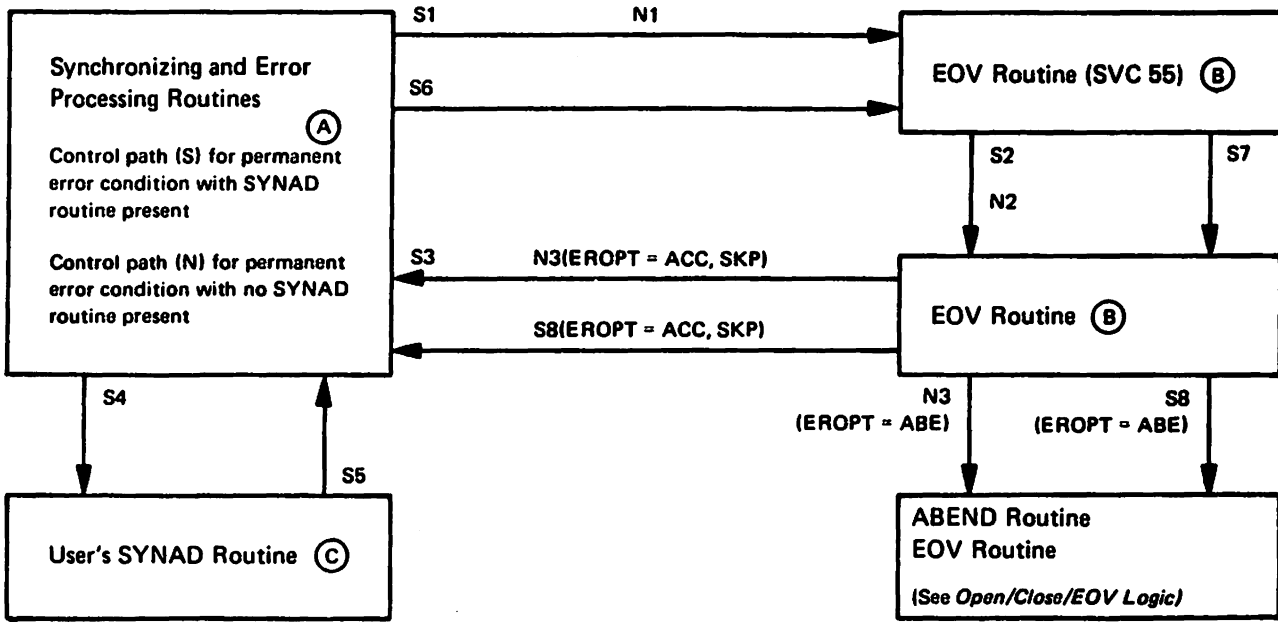 S1
N1
Synchronizing and Error
Processing Routines
A
Control path (S) for permanent
error condition with SYNAD
routine present
Control path (N) for permanent
error condition with no SYNAD
routine present
S6
EOV Routine (SVC 55) B
S2
N2
S7
S3
N3(EROPT = ACC, SKP)
S8(EROPT = ACC, SKP)
EOV Routine B
S4
S5
N3
(EROPT = ABE)
S8
(EROPT = ABE)
User's SYNAD Routine C
ABEND Routine
EOV Routine
(See Open/Close/EOV Logic)